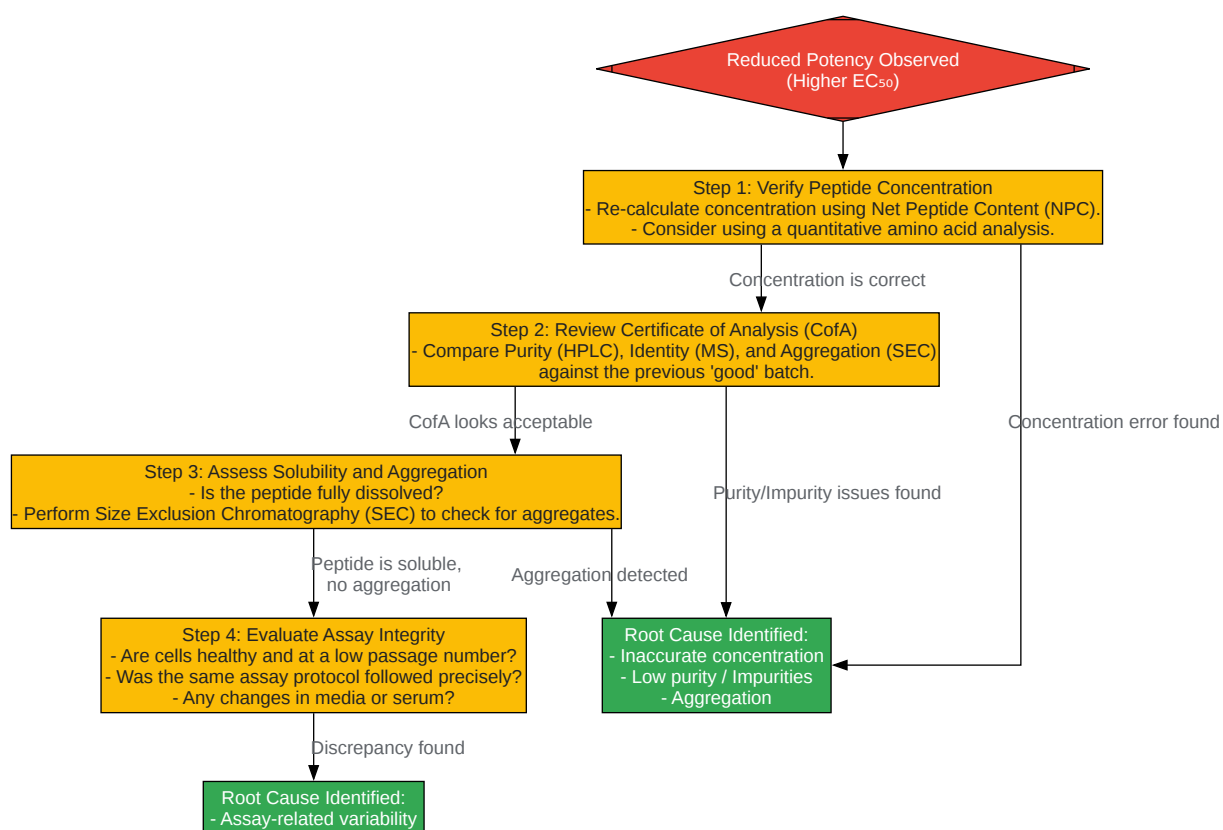 Reduced Potency Observed
(Higher EC₅₀)
Step 1: Verify Peptide Concentration
- Re-calculate concentration using Net Peptide Content (NPC).
- Consider using a quantitative amino acid analysis.
Concentration is correct
Step 2: Review Certificate of Analysis (CofA)
- Compare Purity (HPLC), Identity (MS), and Aggregation (SEC)
against the previous 'good' batch.
CofA looks acceptable
Concentration error found
Step 3: Assess Solubility and Aggregation
- Is the peptide fully dissolved?
- Perform Size Exclusion Chromatography (SEC) to check for aggregates.
Purity/Impurity issues found
Peptide is soluble,
no aggregation
Aggregation detected
Step 4: Evaluate Assay Integrity
- Are cells healthy and at a low passage number?
- Was the same assay protocol followed precisely?
- Any changes in media or serum?
Root Cause Identified:
- Inaccurate concentration
- Low purity / Impurities
- Aggregation
Discrepancy found
Root Cause Identified:
- Assay-related variability